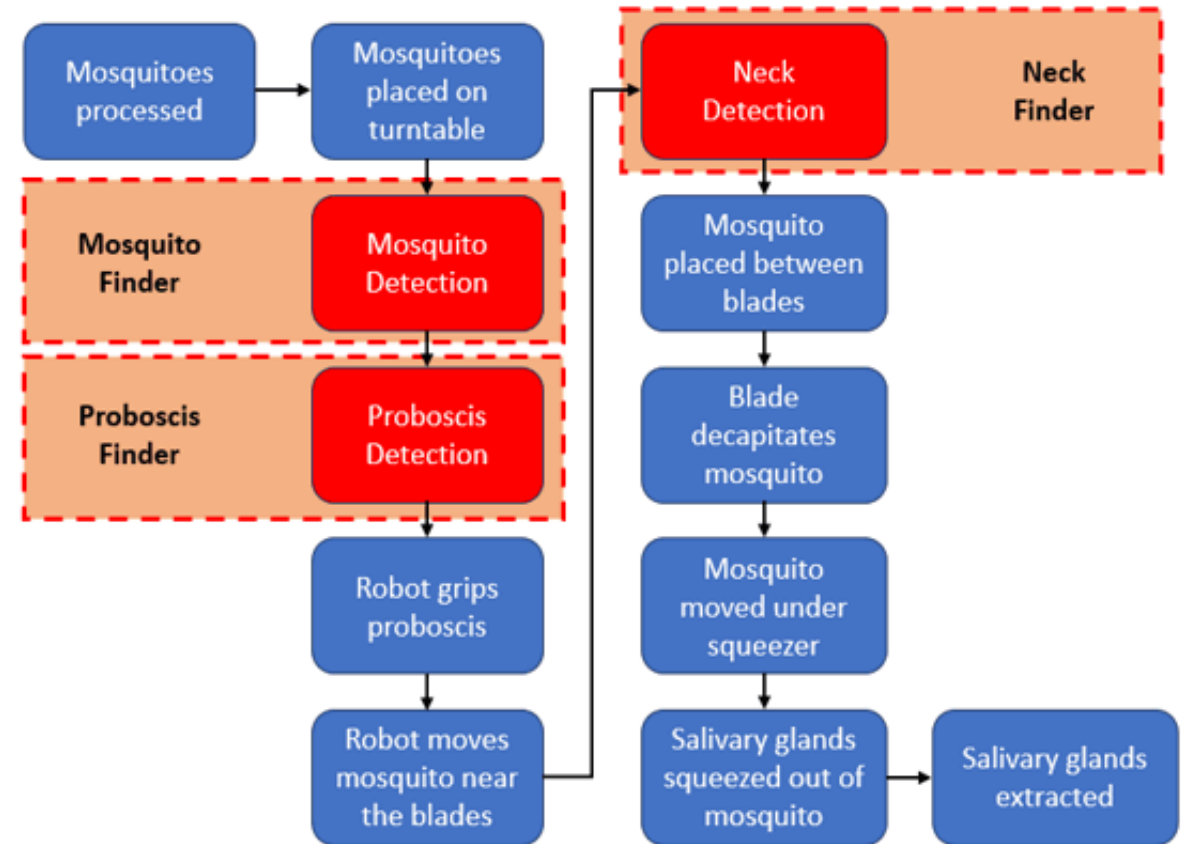 Mosquitoes
processed
Mosquitoes
placed on
turntable
Mosquito
Finder
Mosquito
Detection
Proboscis
Finder
Proboscis
Detection
Robot grips
proboscis
Robot moves
mosquito near
the blades
Neck
Detection
Neck
Finder
Mosquito
placed between
blades
Blade
decapitates
mosquito
Mosquito
moved under
squeezer
Salivary glands
squeezed out of
mosquito
Salivary glands
extracted